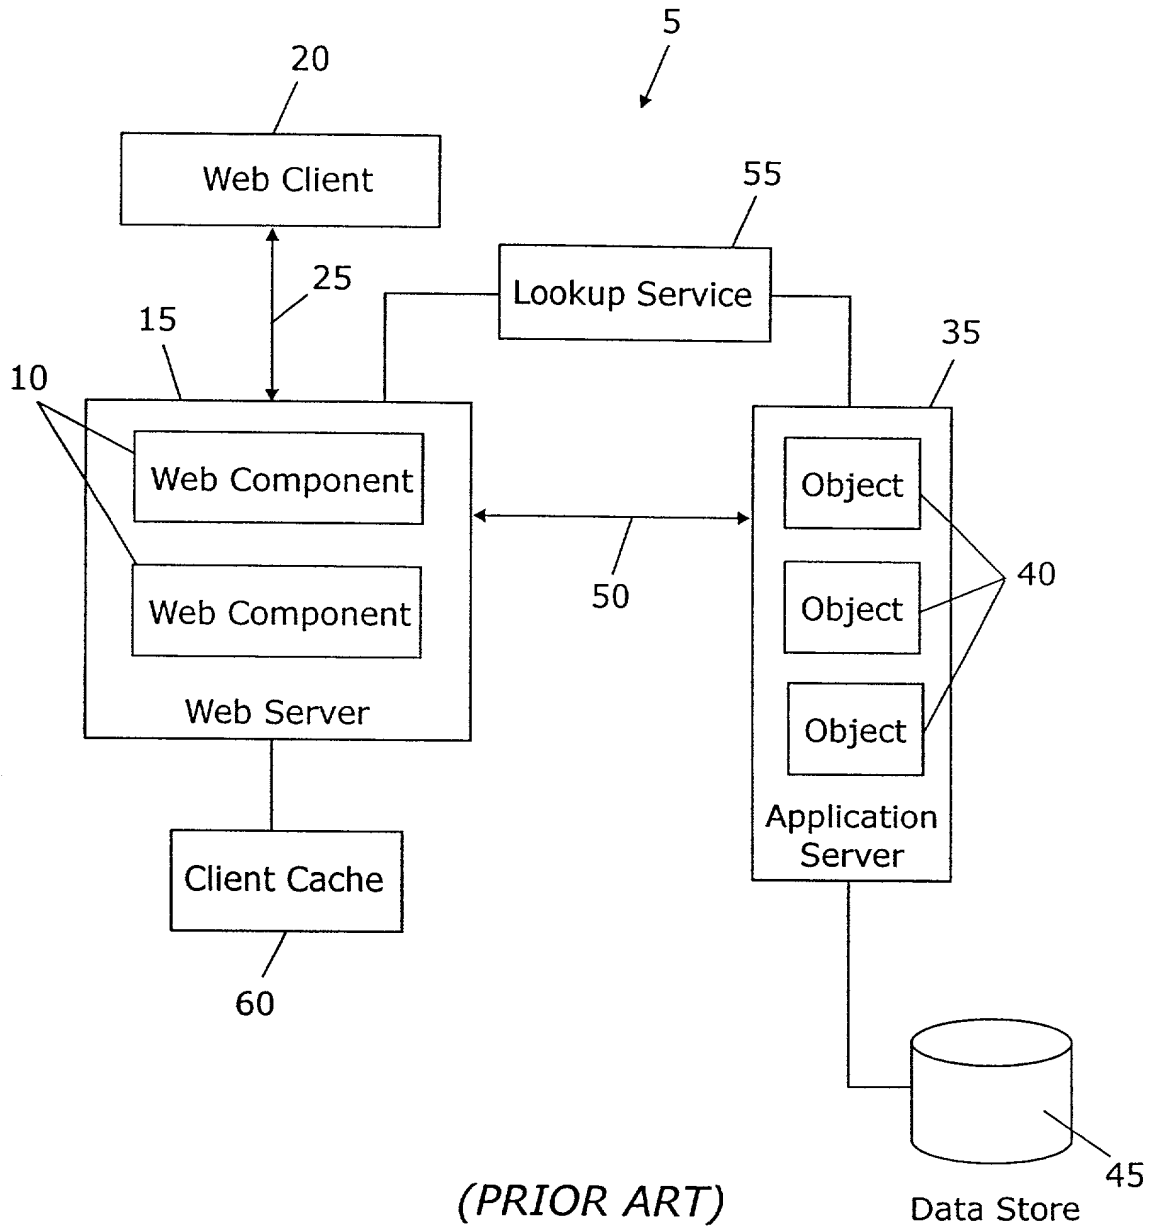 5
20
Web Client
55
25
Lookup Service
15
35
10
Web Component
Object
50
40
Web Component
Object
Web Server
Object
Application
Server
Client Cache
60
45
(PRIOR ART)
Data Store